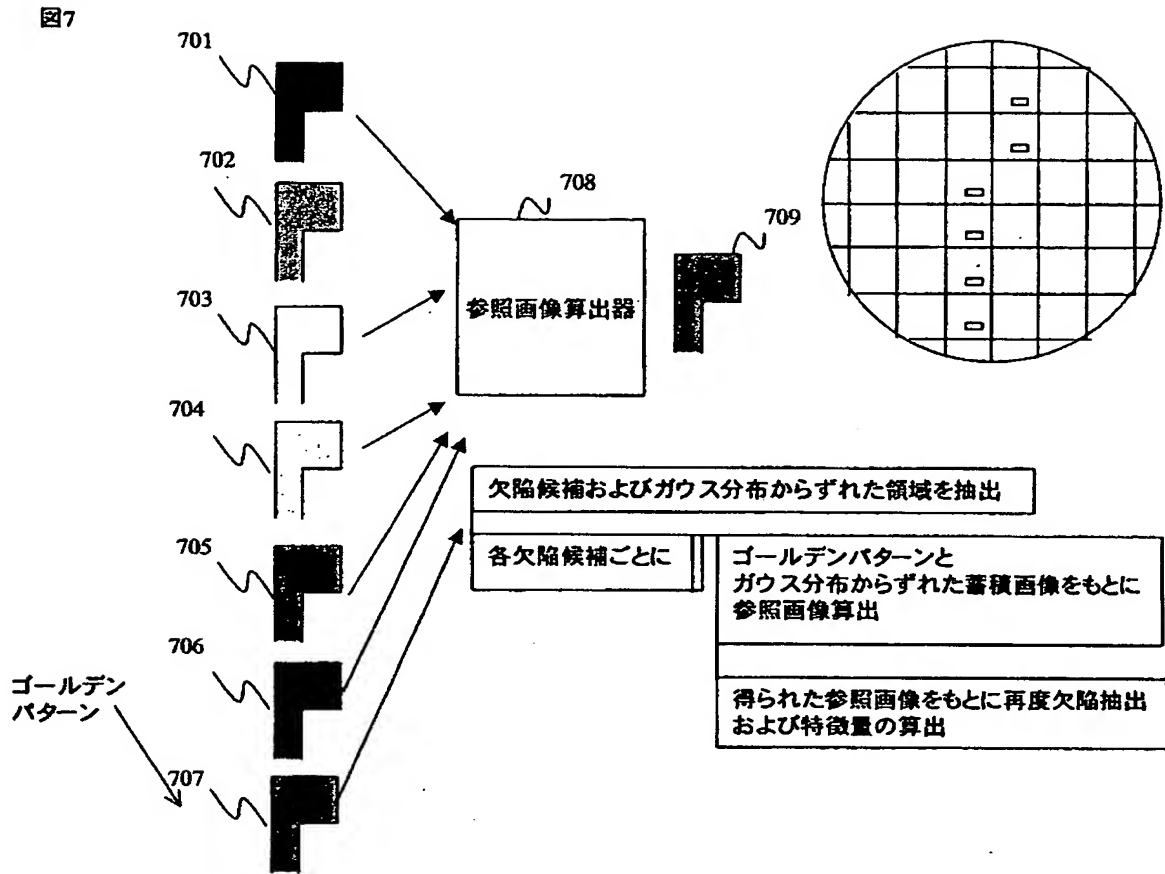 図7
701
702
703
704
705
706
ゴールデン
パターン
707
708
参照画像算出器
709
欠陥候補およびガウス分布からずれた領域を抽出
各欠陥候補ごとに
ゴールデンパターンと
ガウス分布からずれた蓄積画像をもとに
参照画像算出
得られた参照画像をもとに再度欠陥抽出
および特徴量の算出